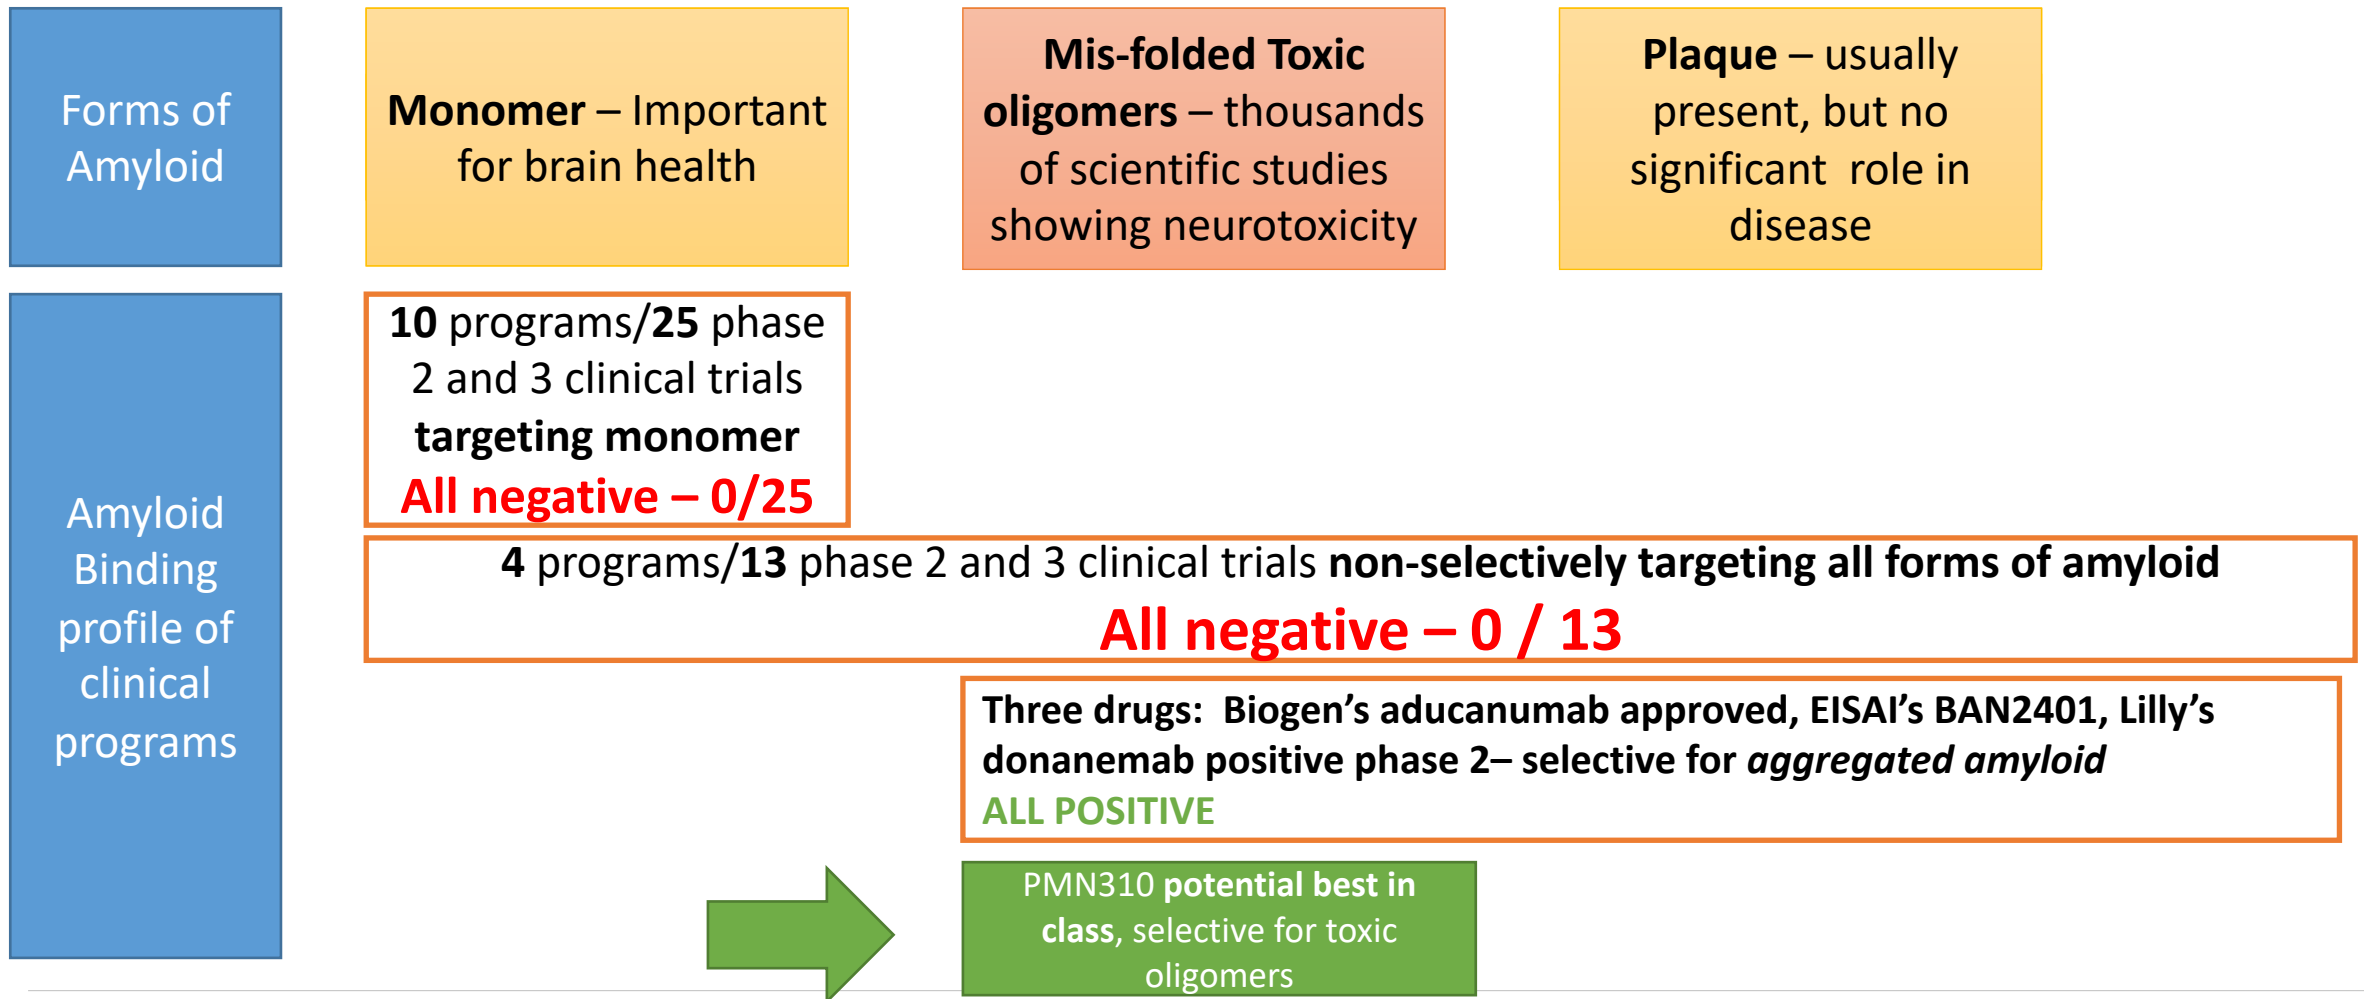 Forms of
Amyloid
Monomer – Important
for brain health
Mis-folded Toxic
oligomers – thousands
of scientific studies
showing neurotoxicity
Plaque – usually
present, but no
significant role in
disease
Amyloid
Binding
profile of
clinical
programs
10 programs/25 phase
2 and 3 clinical trials
targeting monomer
All negative – 0/25
4 programs/13 phase 2 and 3 clinical trials non-selectively targeting all forms of amyloid
All negative – 0 / 13
Three drugs: Biogen’s aducanumab approved, EISAI’s BAN2401, Lilly’s
donanemab positive phase 2– selective for aggregated amyloid
ALL POSITIVE
PMN310 potential best in
class, selective for toxic
oligomers